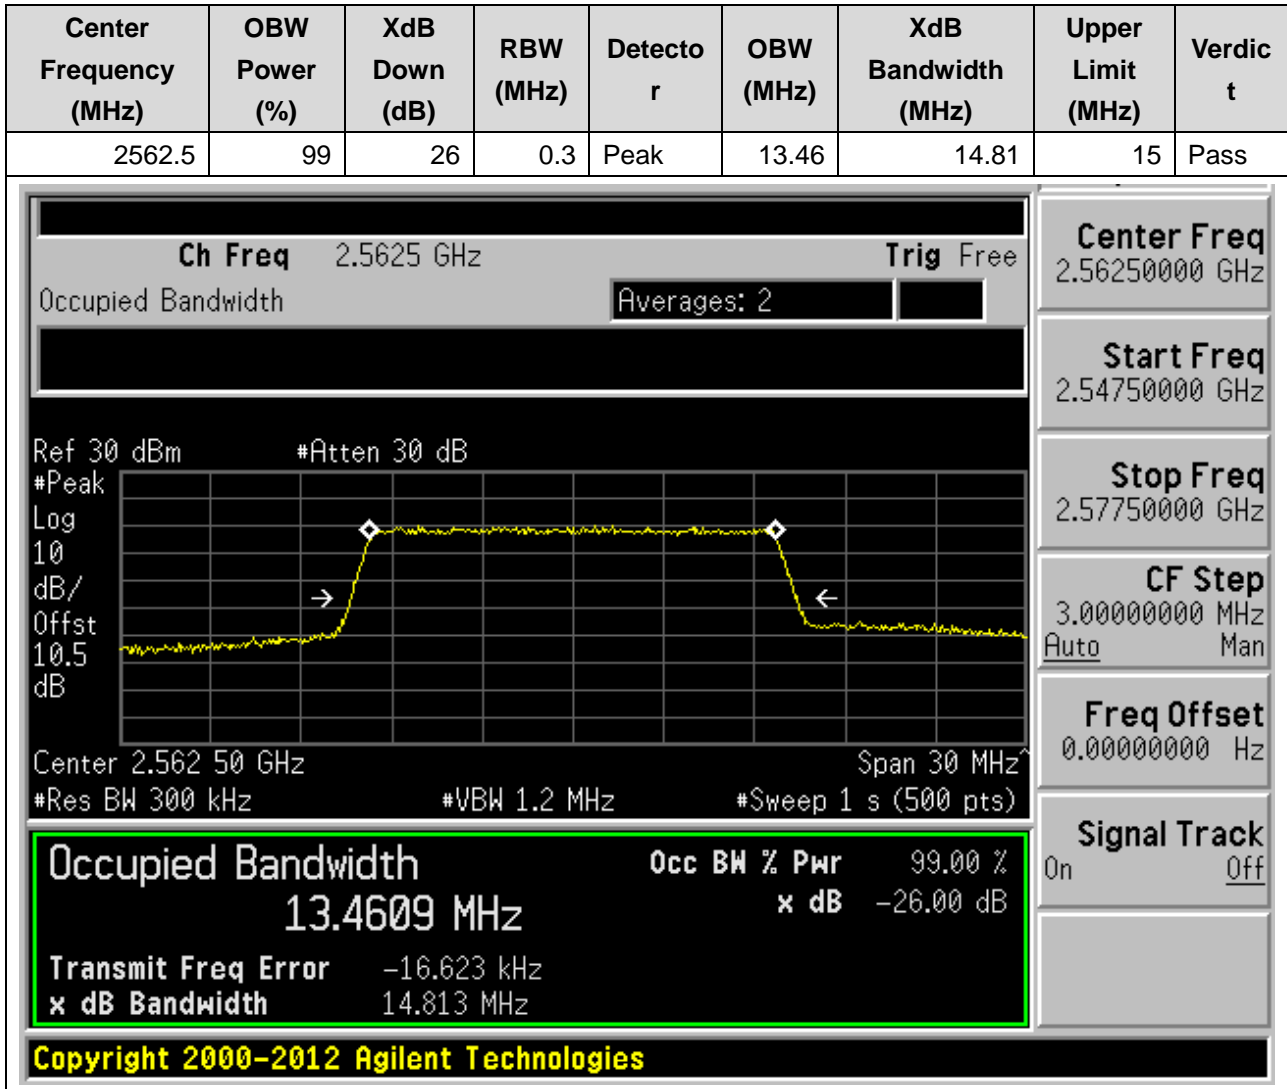 Center Frequency (MHz) OBW Power (%) XdB Down (dB) RBW (MHz) Detecto r OBW (MHz) XdB Bandwidth (MHz) Upper Limit (MHz) Verdic t
2562.5 99 26 0.3 Peak 13.46 14.81 15 Pass
Ch Freq 2.5625 GHz Trig Free
Occupied Bandwidth Averages: 2
Ref 30 dBm #Atten 30 dB
#Peak
Log
10
dB/
Offst
10.5
dB
Center 2.562 50 GHz Span 30 MHz^
#Res BW 300 kHz #VBW 1.2 MHz #Sweep 1 s (500 pts)
Occupied Bandwidth Occ BW % Pwr 99.00 %
13.4609 MHz x dB -26.00 dB
Transmit Freq Error -16.623 kHz
x dB Bandwidth 14.813 MHz
Center Freq
2.56250000 GHz
Start Freq
2.54750000 GHz
Stop Freq
2.57750000 GHz
CF Step
3.00000000 MHz
Auto Man
Freq Offset
0.00000000 Hz
Signal Track
On Off
Copyright 2000-2012 Agilent Technologies